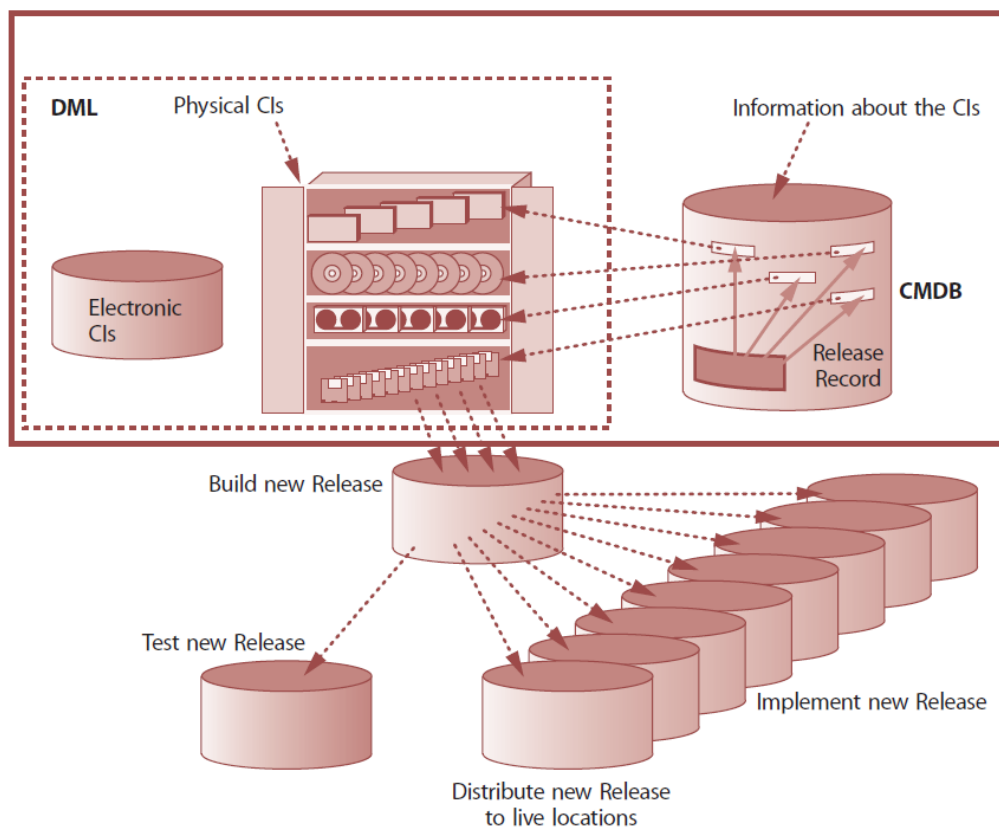 DML
Physical CIs
Information about the CIs
Electronic
CIs
CMDB
Release
Record
Build new Release
Test new Release
Implement new Release
Distribute new Release
to live locations